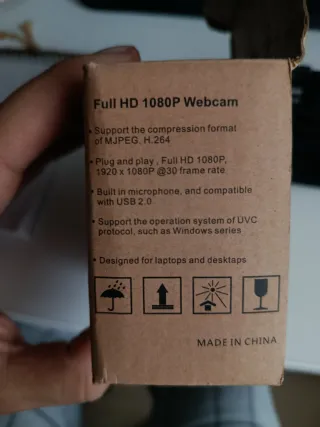 Full HD 1080P Webcam
• Support the compression format
of MJPEG, H.264
• Plug and play , Full HD 1080P,
1920 x 1080P @30 frame rate
• Built in microphone, and compatible
with USB 2.0
• Support the operation system of UVC
protocol, such as Windows series
• Designed for laptops and desktaps
MADE IN CHINA